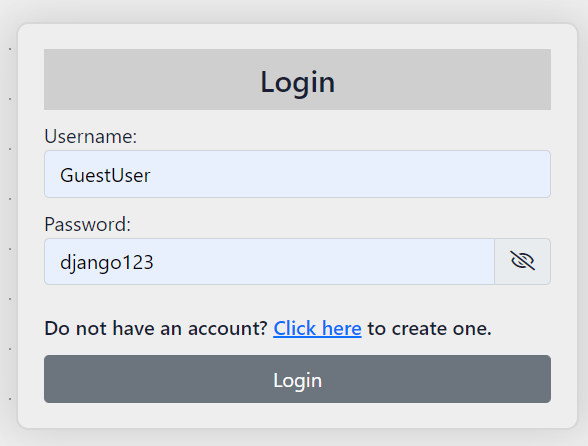 Login
Username:
GuestUser
Password:
django123
Do not have an account? Click here to create one.
Login